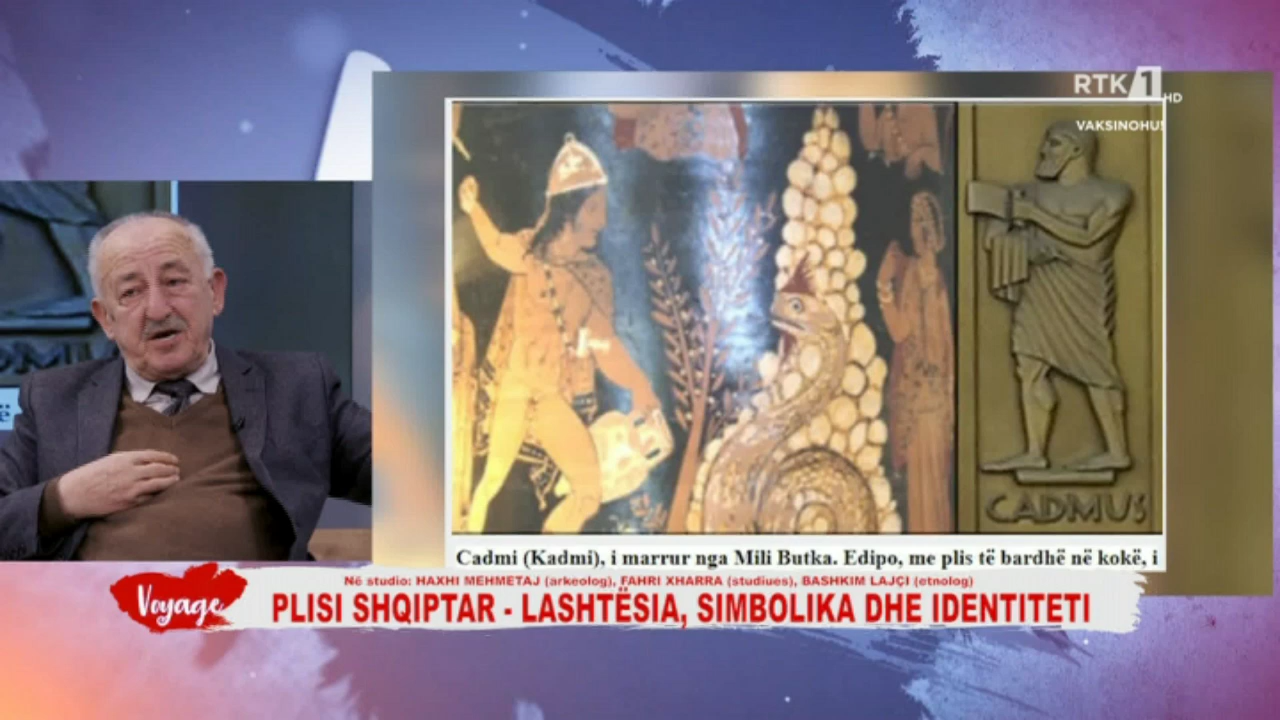 RTK 1 HD
VAKSINOHU!
CADMUS
ë
Cadmi (Kadmi), i marrur nga Mili Butka. Edipo, me plis të bardhë në kokë, i
Në studio: HAXHI MEHMETAJ (arkeolog), FAHRI XHARRA (studiues), BASHKIM LAJÇI (etnolog)
Voyage
PLISI SHQIPTAR - LASHTËSIA, SIMBOLIKA DHE IDENTITETI